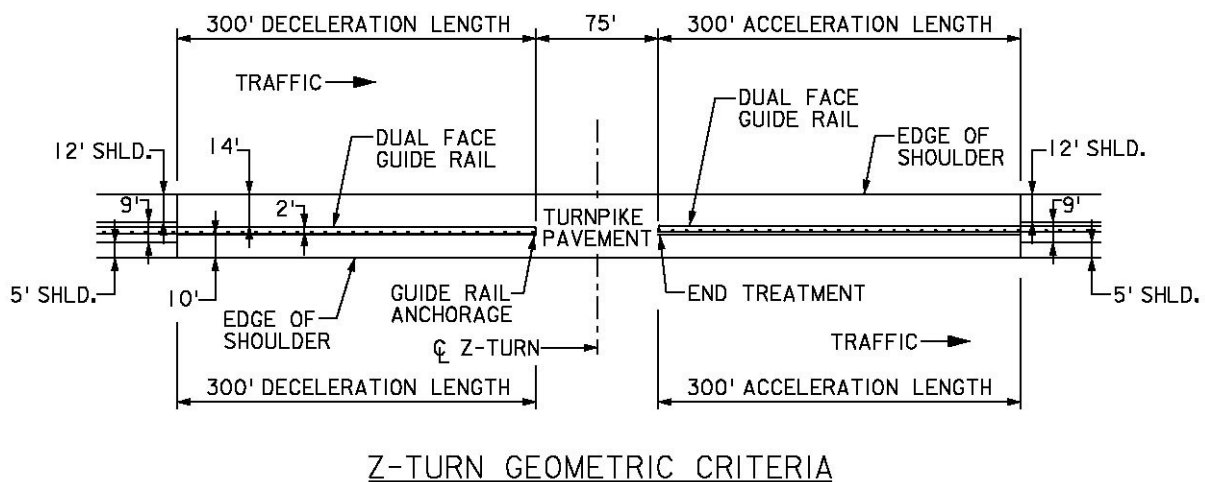 300' DECELERATION LENGTH
75'
300' ACCELERATION LENGTH
TRAFFIC
DUAL FACE
GUIDE RAIL
DUAL FACE
GUIDE RAIL
EDGE OF
SHOULDER
12' SHLD.
14'
12' SHLD.
9'
2'
TURNPIKE
PAVEMENT
9'
5' SHLD.
10'
GUIDE RAIL
ANCHORAGE
END TREATMENT
5' SHLD.
EDGE OF
SHOULDER
℄ Z-TURN
TRAFFIC
300' DECELERATION LENGTH
300' ACCELERATION LENGTH
Z-TURN GEOMETRIC CRITERIA